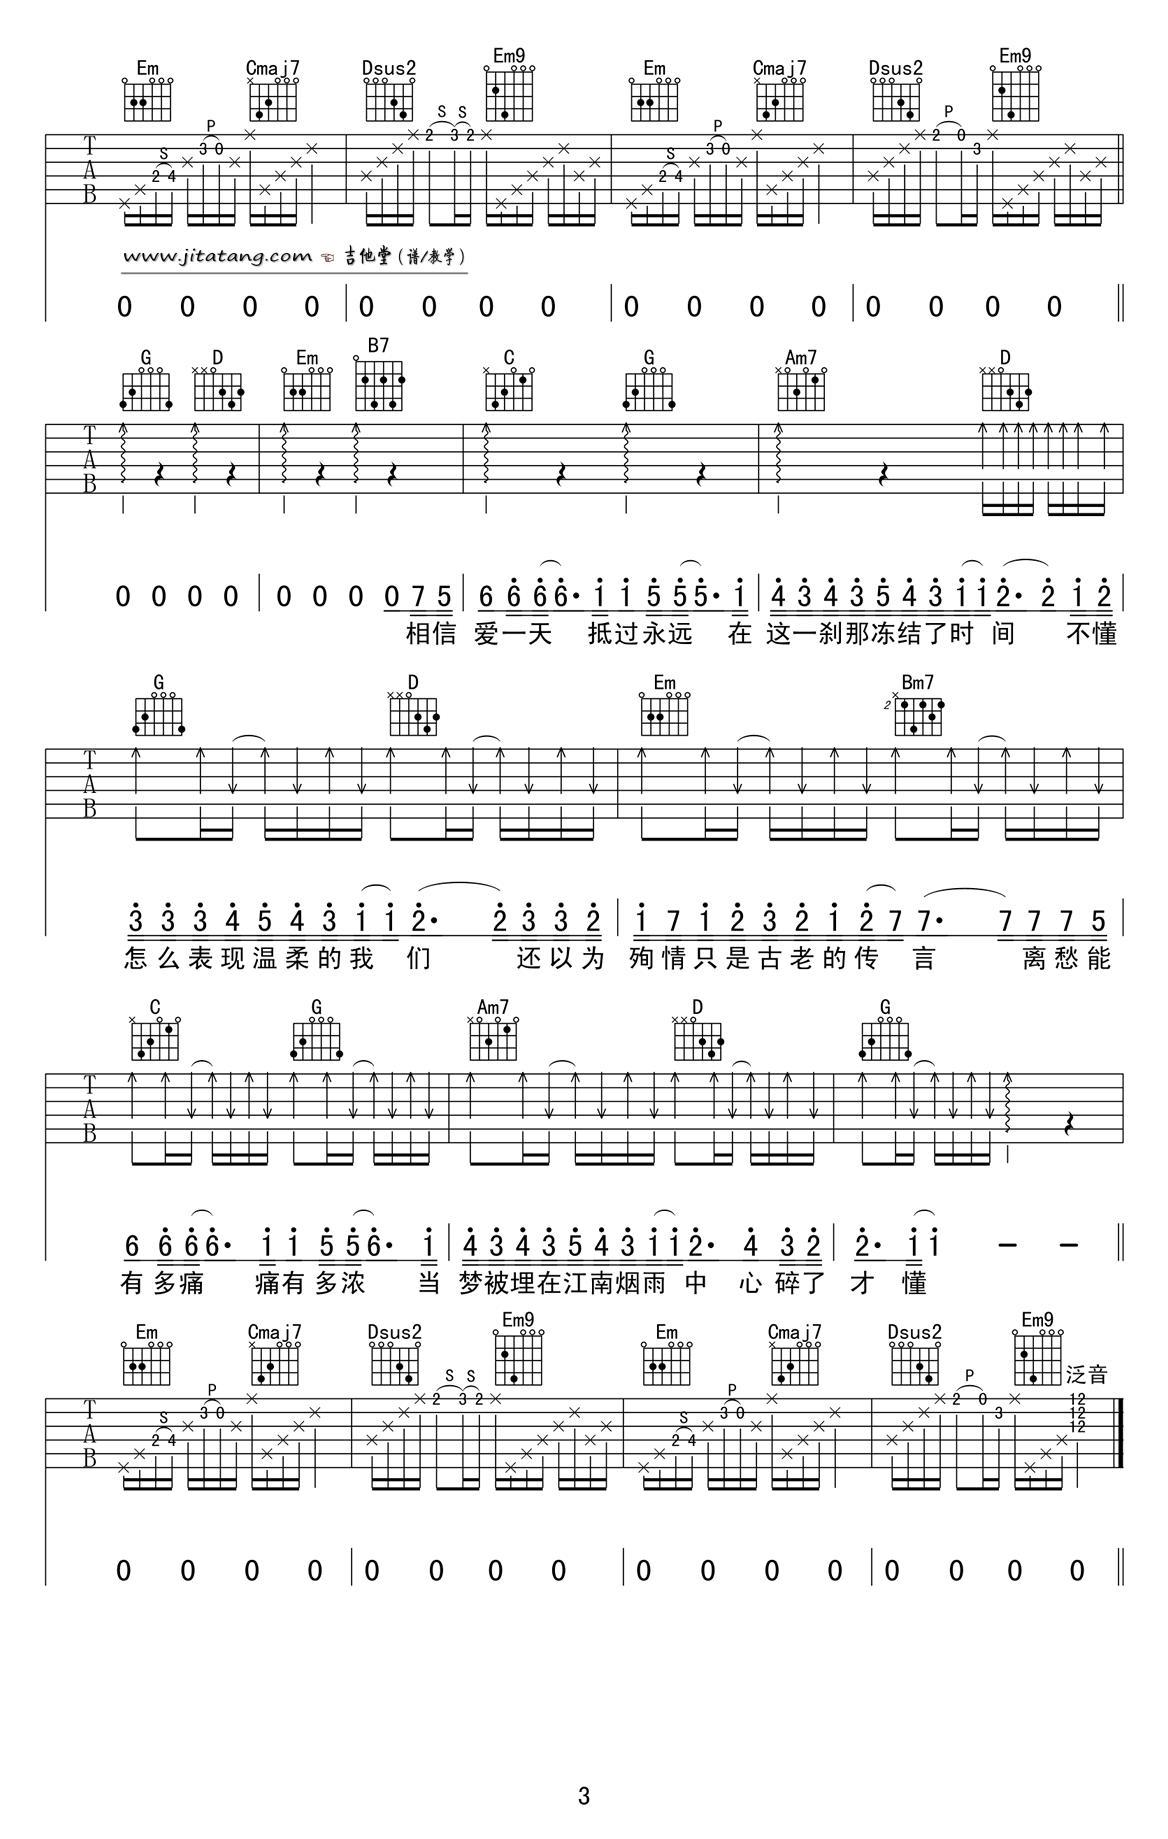 Em Cmaj7 Dsus2 Em9 Em Cmaj7 Dsus2 Em9
S P S S S P P
T 2 4 3 0 2 3 2 2 4 3 0 2 0 3
A
B
www.jitatang.com ☜ 吉他堂(谱/教学)
0 0 0 0 0 0 0 0 0 0 0 0 0 0 0 0
G D Em B7 C G Am7 D
T
A
B
0 0 0 0 0 0 0 0 7 5 6 6 6 6· 1 1 5 5 5· 1 4 3 4 3 5 4 3 1 1 2· 2 1 2
相信 爱一天 抵过永远 在 这一刹那冻结了时 间 不懂
G D Em Bm7
2
T
A
B
3 3 3 4 5 4 3 1 1 2· 2 3 3 2 1 7 1 2 3 2 1 2 7 7· 7 7 7 5
怎么表现温柔的我 们 还以为 殉情只是古老的传 言 离愁能
C G Am7 D G
T
A
B
6 6 6 6· 1 1 5 5 6· 1 4 3 4 3 5 4 3 1 1 2· 4 3 2 2· 1 1 – –
有多痛 痛有多浓 当 梦被埋在江南烟雨 中 心 碎了 才 懂
Em Cmaj7 Dsus2 Em9 Em Cmaj7 Dsus2 Em9 泛音
S P S S S P P
T 2 4 3 0 2 3 2 2 4 3 0 2 0 3 12
A 12
B 12
0 0 0 0 0 0 0 0 0 0 0 0 0 0 0 0
3